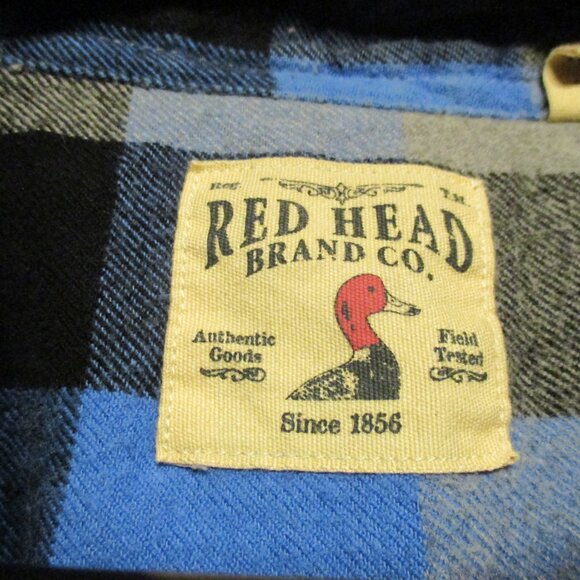 Reg. T.M.
RED HEAD
BRAND CO.
Authentic
Goods
Field
Tested
Since 1856